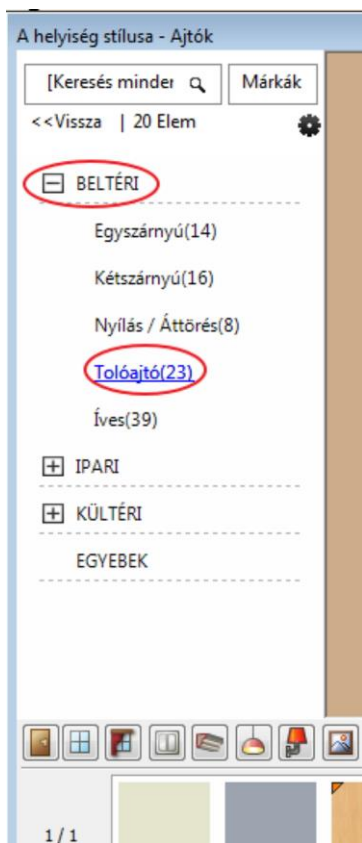 A helyiség stílusa - Ajtók
[Keresés minder Márkák
<<Vissza | 20 Elem
BELTÉRI
Egyszárnyú(14)
Kétszárnyú(16)
Nyílás / Áttörés(8)
Tolóajtó(23)
Íves(39)
IPARI
KÜLTÉRI
EGYEBEK
1/1